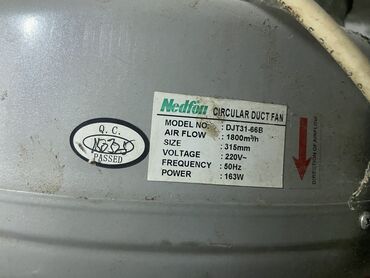 Nedfon CIRCULAR DUCT FAN
MODEL NO. : DJT31-66B
AIR FLOW : 1800m³/h
SIZE : 315mm
VOLTAGE : 220V~
FREQUENCY : 50Hz
POWER : 163W
DIRECTION OF AIRFLOW
Q.C.
PASSED